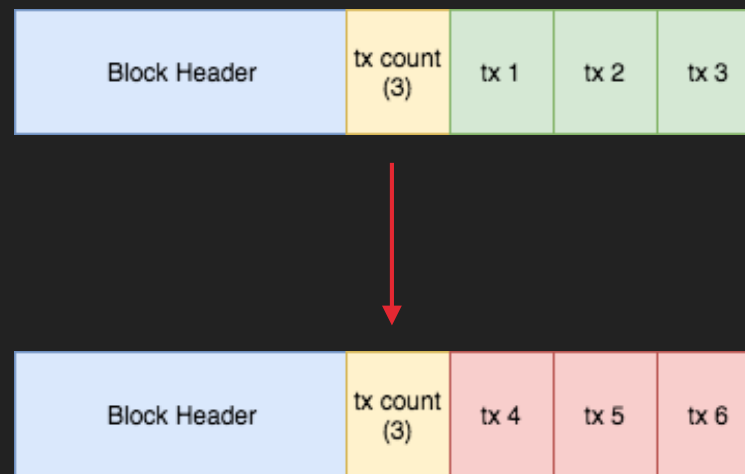 Block Header
tx count
(3)
tx 1
tx 2
tx 3
Block Header
tx count
(3)
tx 4
tx 5
tx 6